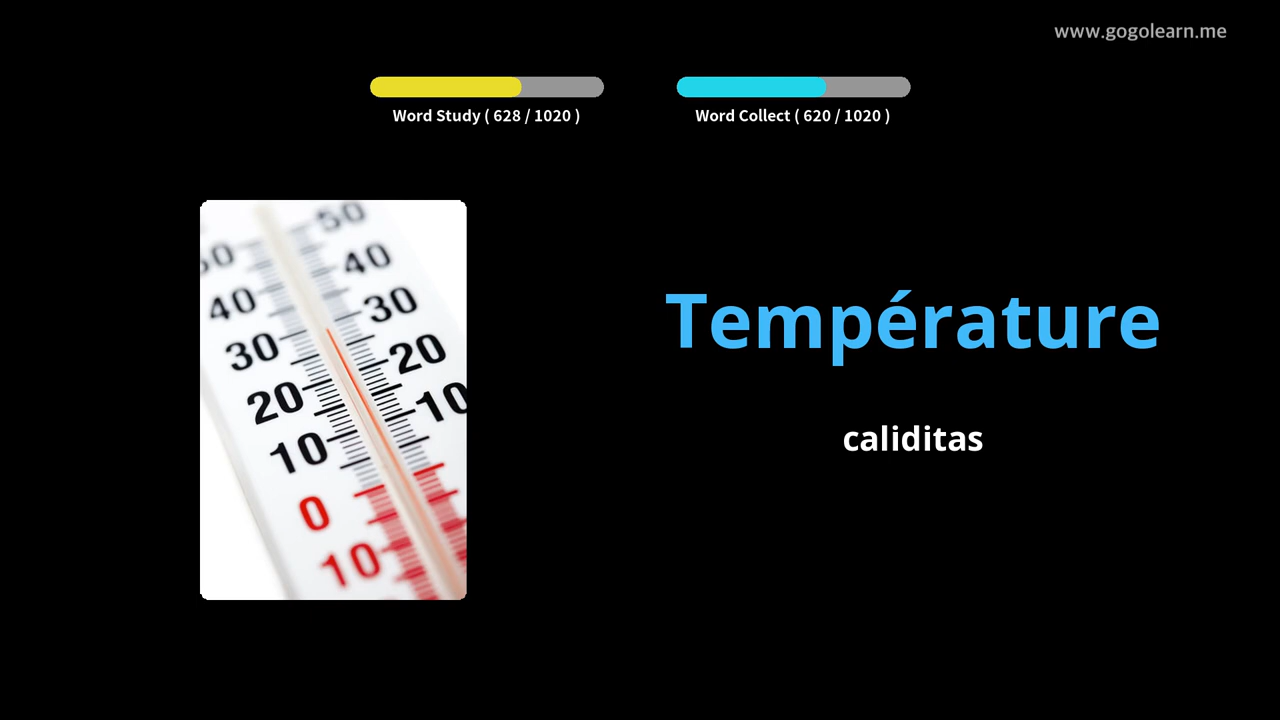 www.gogolearn.me
Word Study ( 628 / 1020 )
Word Collect ( 620 / 1020 )
50
40
40
30
30
20
20
10
10
0
10
Température
caliditas